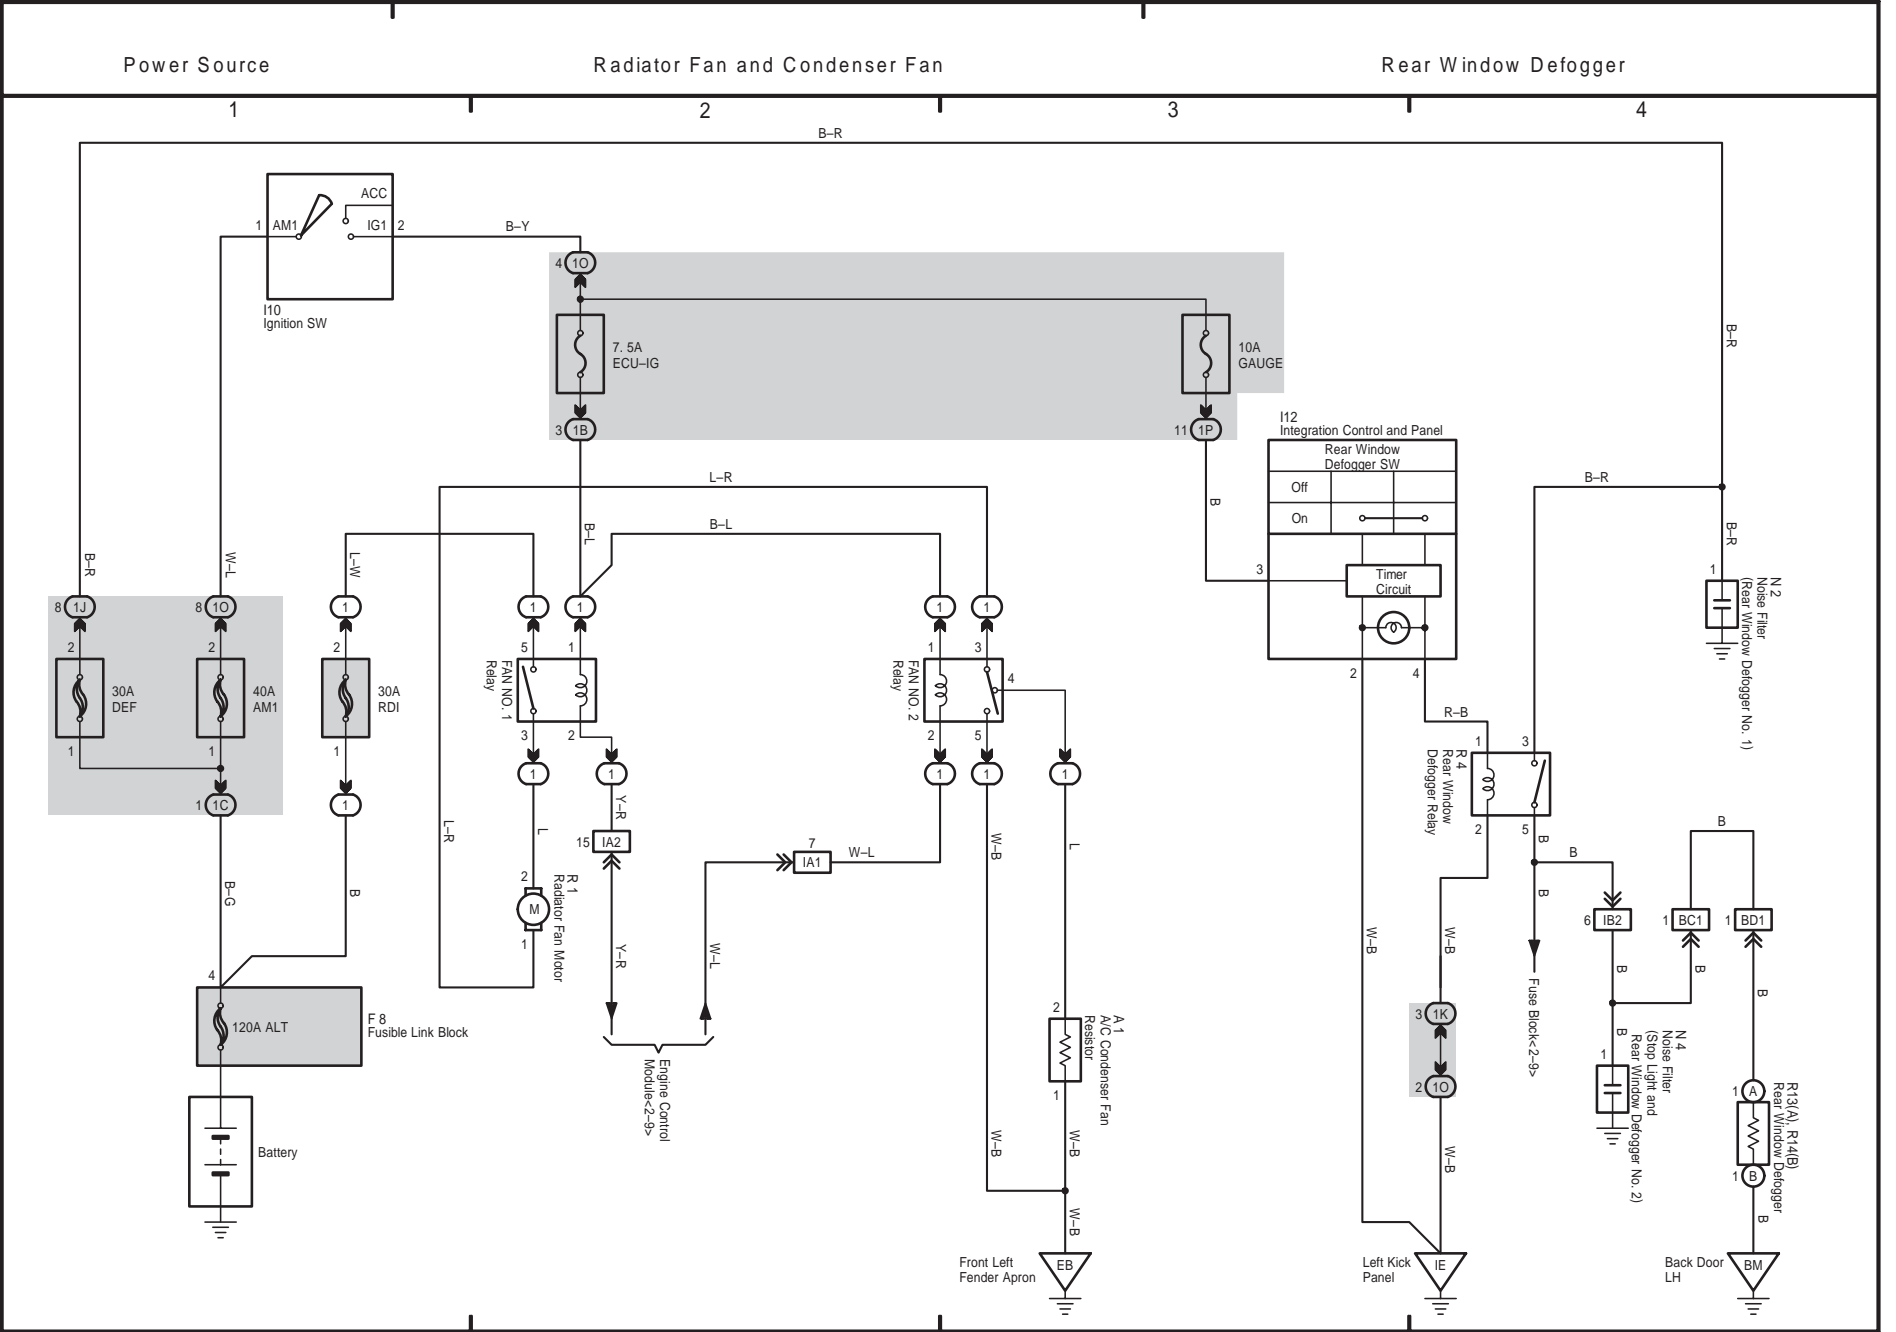 Power Source
Radiator Fan and Condenser Fan
Rear Window Defogger
1
2
3
4
B–R
ACC
1
AM1
IG1
2
B–Y
I10
Ignition SW
4
1O
7. 5A
ECU–IG
10A
GAUGE
3
1B
11
1P
B–R
I12
Integration Control and Panel
Rear Window
Defogger SW
Off
On
Timer
Circuit
3
2
4
L–R
B–L
B–L
B
B–R
B–R
B–R
W–L
L–W
8
1J
8
1O
1
1
1
1
1
2
2
2
30A
DEF
40A
AM1
30A
RDI
1
1
1
1
1C
1
5
1
FAN NO. 1
Relay
3
2
1
1
1
3
4
FAN NO. 2
Relay
2
5
1
1
1
1
N 2
Noise Filter
(Rear Window Defogger No. 1)
R–B
1
3
R 4
Rear Window
Defogger Relay
2
5
B
B
B
B
L–R
L
Y–R
15
IA2
7
IA1
W–L
W–B
L
B–G
B
2
M
1
R 1
Radiator Fan Motor
Y–R
W–L
W–B
W–B
6
IB2
1
BC1
1
BD1
B
B
B
Fuse Block<2–9>
4
120A ALT
F 8
Fusible Link Block
Engine Control
Module<2–9>
2
A 1
A/C Condenser Fan
Resistor
1
3
1K
2
1O
B
1
N 4
Noise Filter
(Stop Light and
Rear Window Defogger No. 2)
1
A
R13(A), R14(B)
Rear Window Defogger
1
B
Battery
W–B
W–B
W–B
W–B
B
Front Left
Fender Apron
EB
Left Kick
Panel
IE
Back Door
LH
BM